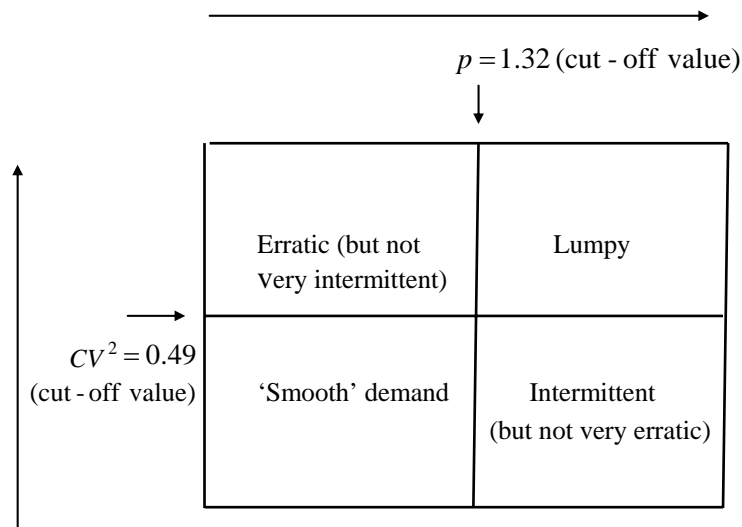 p = 1.32 (cut - off value)
Erratic (but not
very intermittent)
Lumpy
CV² = 0.49
(cut - off value)
‘Smooth’ demand
Intermittent
(but not very erratic)